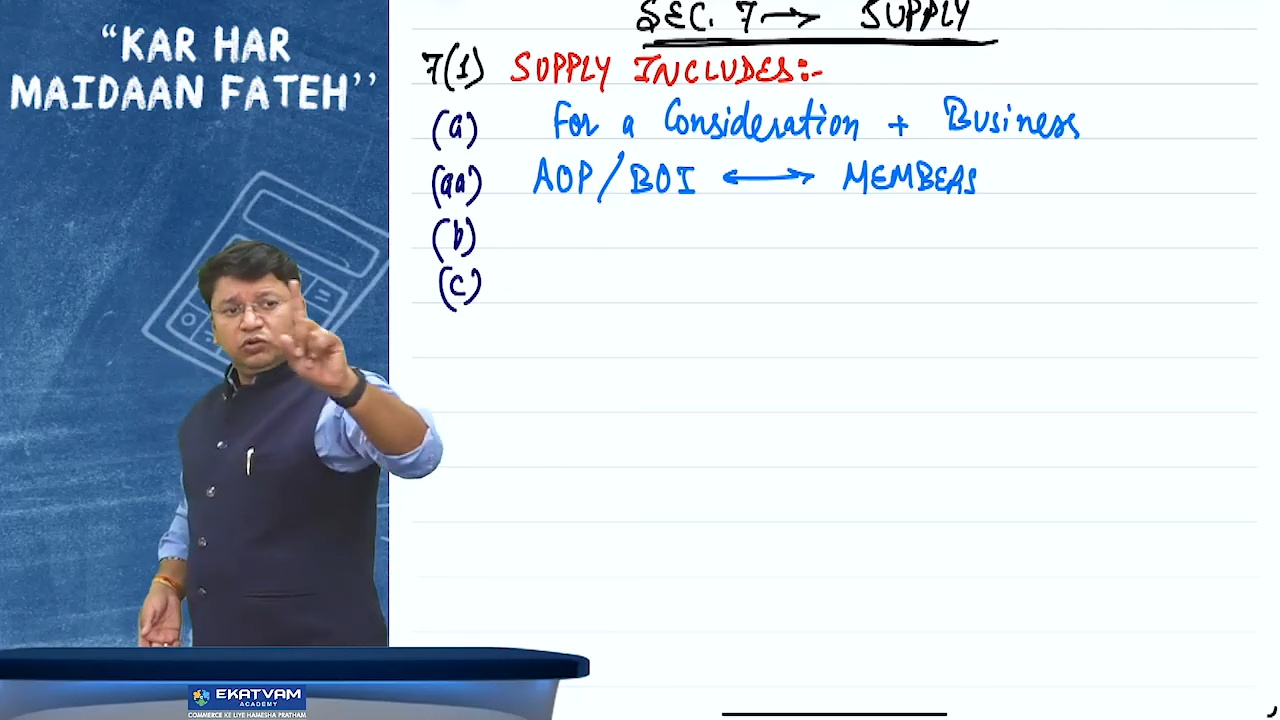 “KAR HAR
MAIDAAN FATEH’’
SEC. 7 → SUPPLY
7(1) SUPPLY INCLUDES:-
(a) For a Consideration + Business
(aa) AOP/BOI ⟷ MEMBERS
(b)
(c)
EKATVAM
ACADEMY
COMMERCE KE LIYE HAMESHA PRATHAM